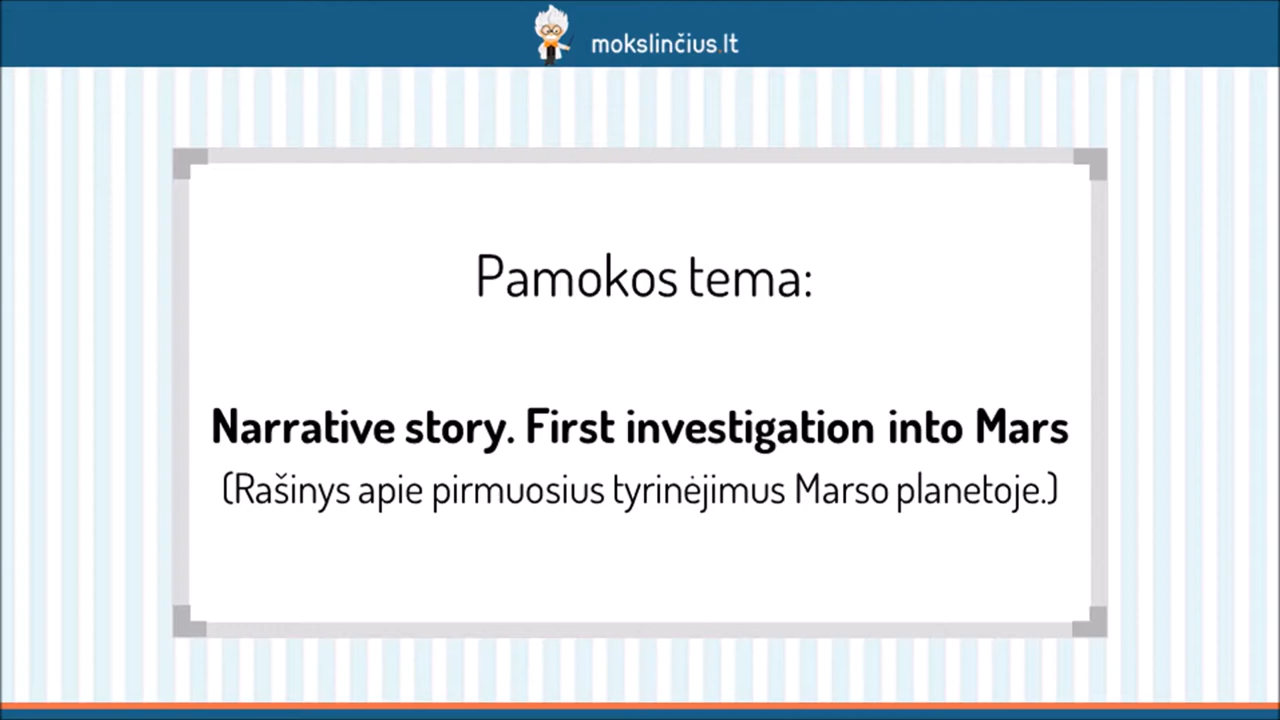 mokslinčius.lt
Pamokos tema:
Narrative story. First investigation into Mars
(Rašinys apie pirmuosius tyrinėjimus Marso planetoje.)